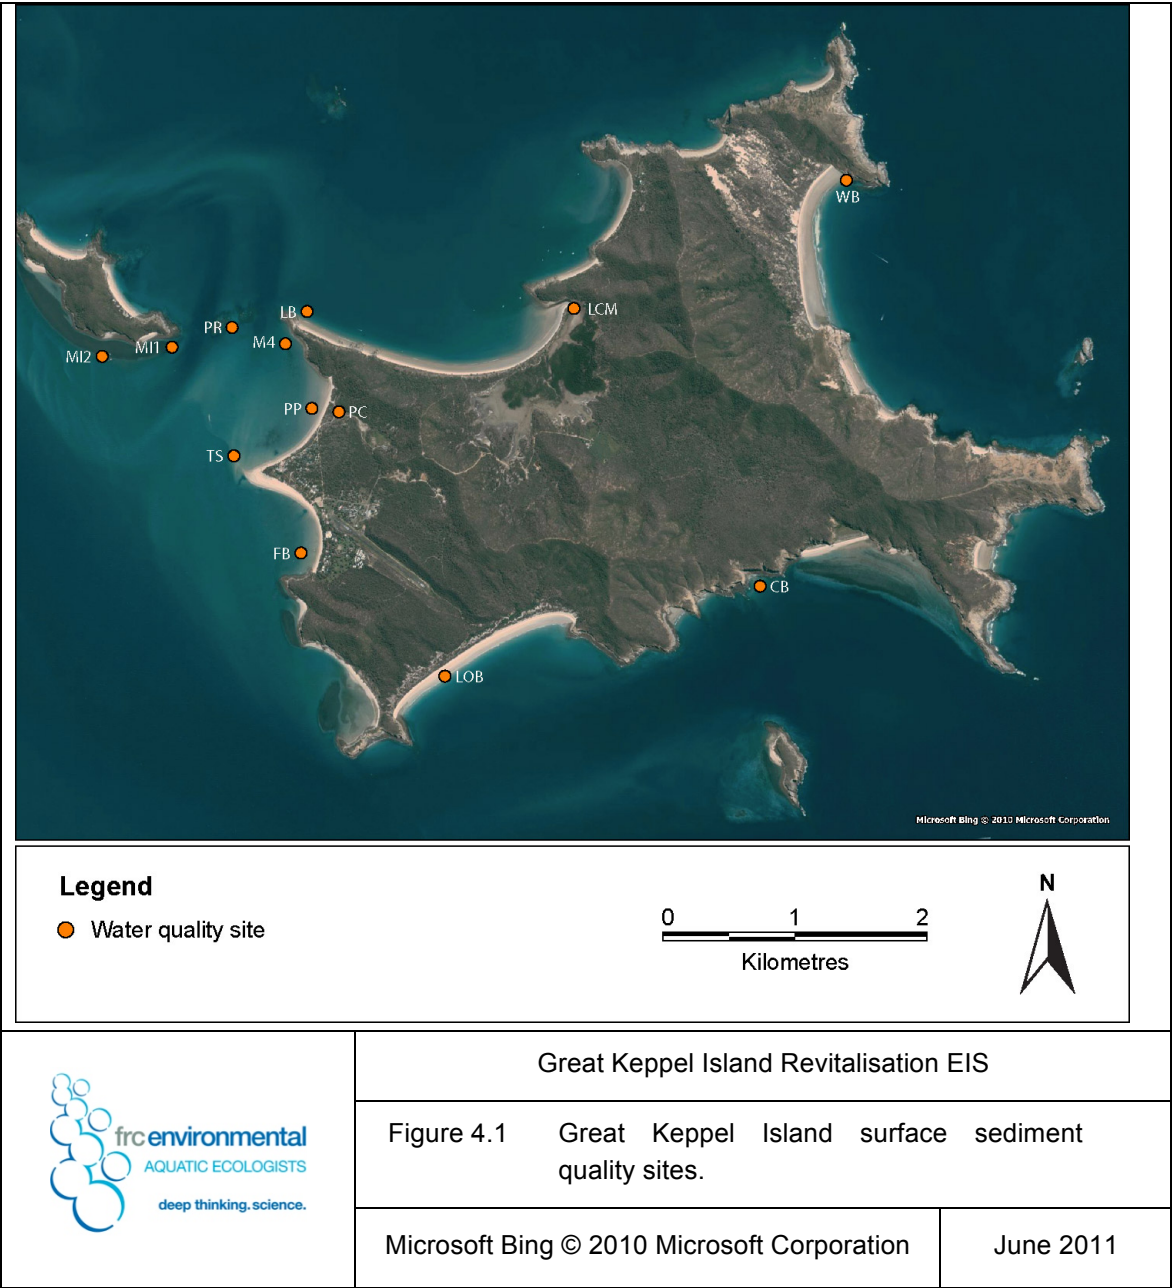 WB
LCM
LB
PR
M4
MI1
MI2
PP
PC
TS
FB
CB
LOB
Microsoft Bing © 2010 Microsoft Corporation
Legend
Water quality site
0 1 2
Kilometres
N
frc environmental
AQUATIC ECOLOGISTS
deep thinking. science.
Great Keppel Island Revitalisation EIS
Figure 4.1 Great Keppel Island surface sediment
quality sites.
Microsoft Bing © 2010 Microsoft Corporation
June 2011